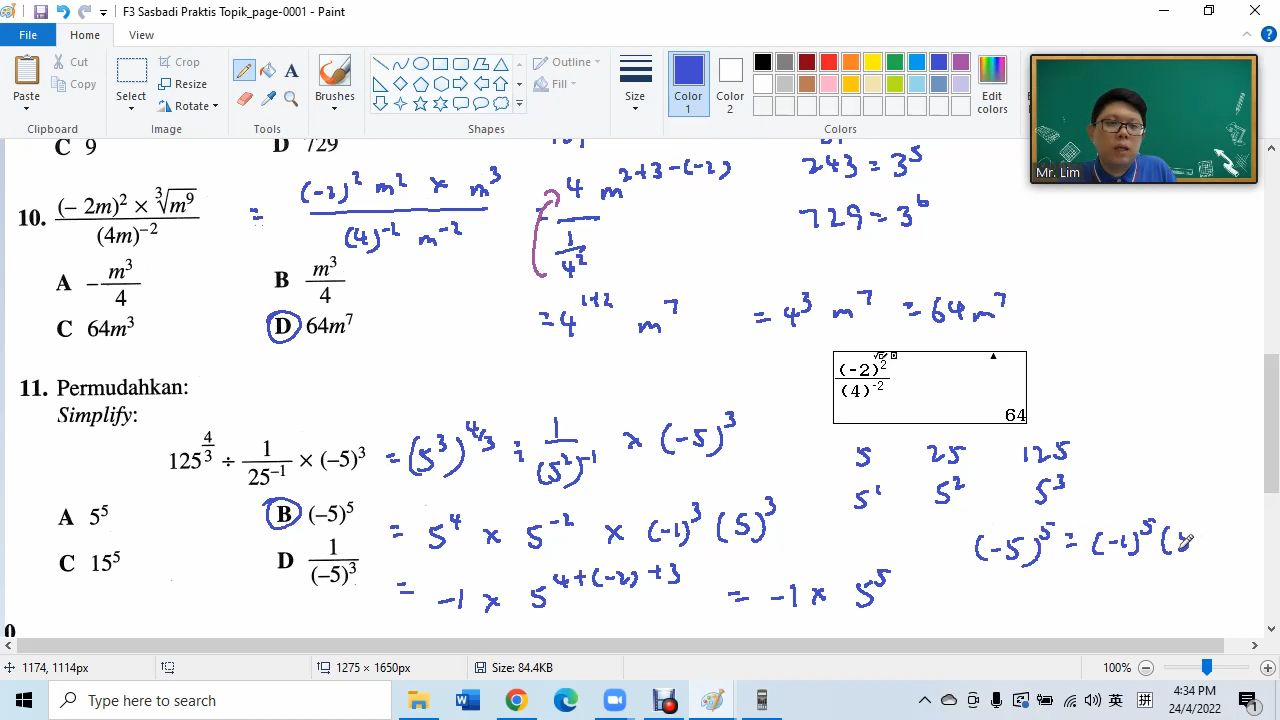 F3 Sasbadi Praktis Topik_page-0001 - Paint
File Home View
Paste Cut Copy Clipboard
Select Crop Resize Rotate Image
Tools
Brushes
Outline Fill Shapes
Size
Color 1 Color 2 Edit colors Colors
Mr. Lim
C 9 D 729
243 = 3^5
729 = 3^6
10. (– 2m)^2 × ∛m^9 / (4m)^–2 = (-2)^2 m^2 × m^3 / (4)^-2 m^-2 = 4 m^2+3-(-2) / 1/4^2
A – m^3/4 B m^3/4
C 64m^3 D 64m^7
= 4^1+2 m^7 = 4^3 m^7 = 64 m^7
(-2)^2 / (4)^-2
64
11. Permudahkan:
Simplify:
125^4/3 ÷ 1/25^–1 × (–5)^3 = (5^3)^4/3 ÷ 1/(5^2)^-1 × (-5)^3
5 25 125
5^1 5^2 5^3
A 5^5 B (–5)^5
C 15^5 D 1/(–5)^3
= 5^4 × 5^-2 × (-1)^3 (5)^3
(-5)^5 = (-1)^5 (
= -1 × 5^4+(-2)+3 = -1 × 5^5
1174, 1114px 1275 × 1650px Size: 84.4KB 100%
Type here to search
英 拼 4:34 PM
24/4/2022
1